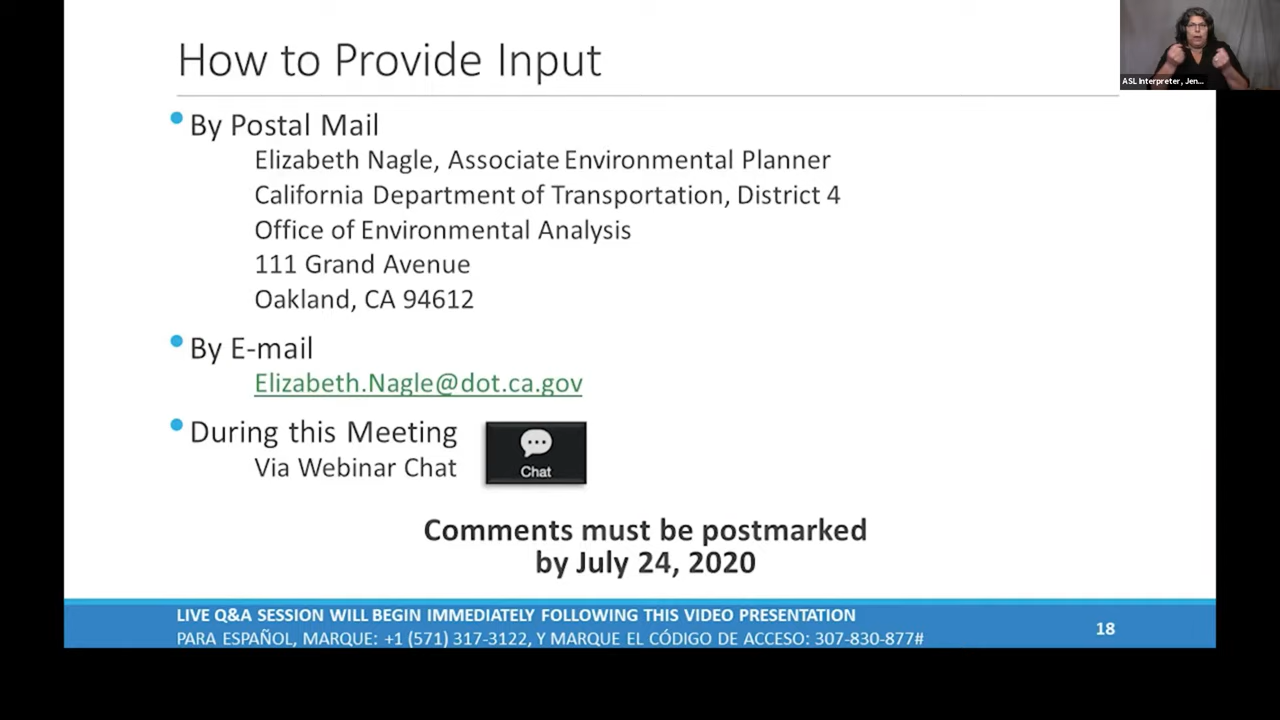 How to Provide Input
ASL Interpreter, Jen...
By Postal Mail
Elizabeth Nagle, Associate Environmental Planner
California Department of Transportation, District 4
Office of Environmental Analysis
111 Grand Avenue
Oakland, CA 94612
By E-mail
Elizabeth.Nagle@dot.ca.gov
During this Meeting
Via Webinar Chat
Chat
Comments must be postmarked
by July 24, 2020
LIVE Q&A SESSION WILL BEGIN IMMEDIATELY FOLLOWING THIS VIDEO PRESENTATION
PARA ESPAÑOL, MARQUE: +1 (571) 317-3122, Y MARQUE EL CÓDIGO DE ACCESO: 307-830-877#
18